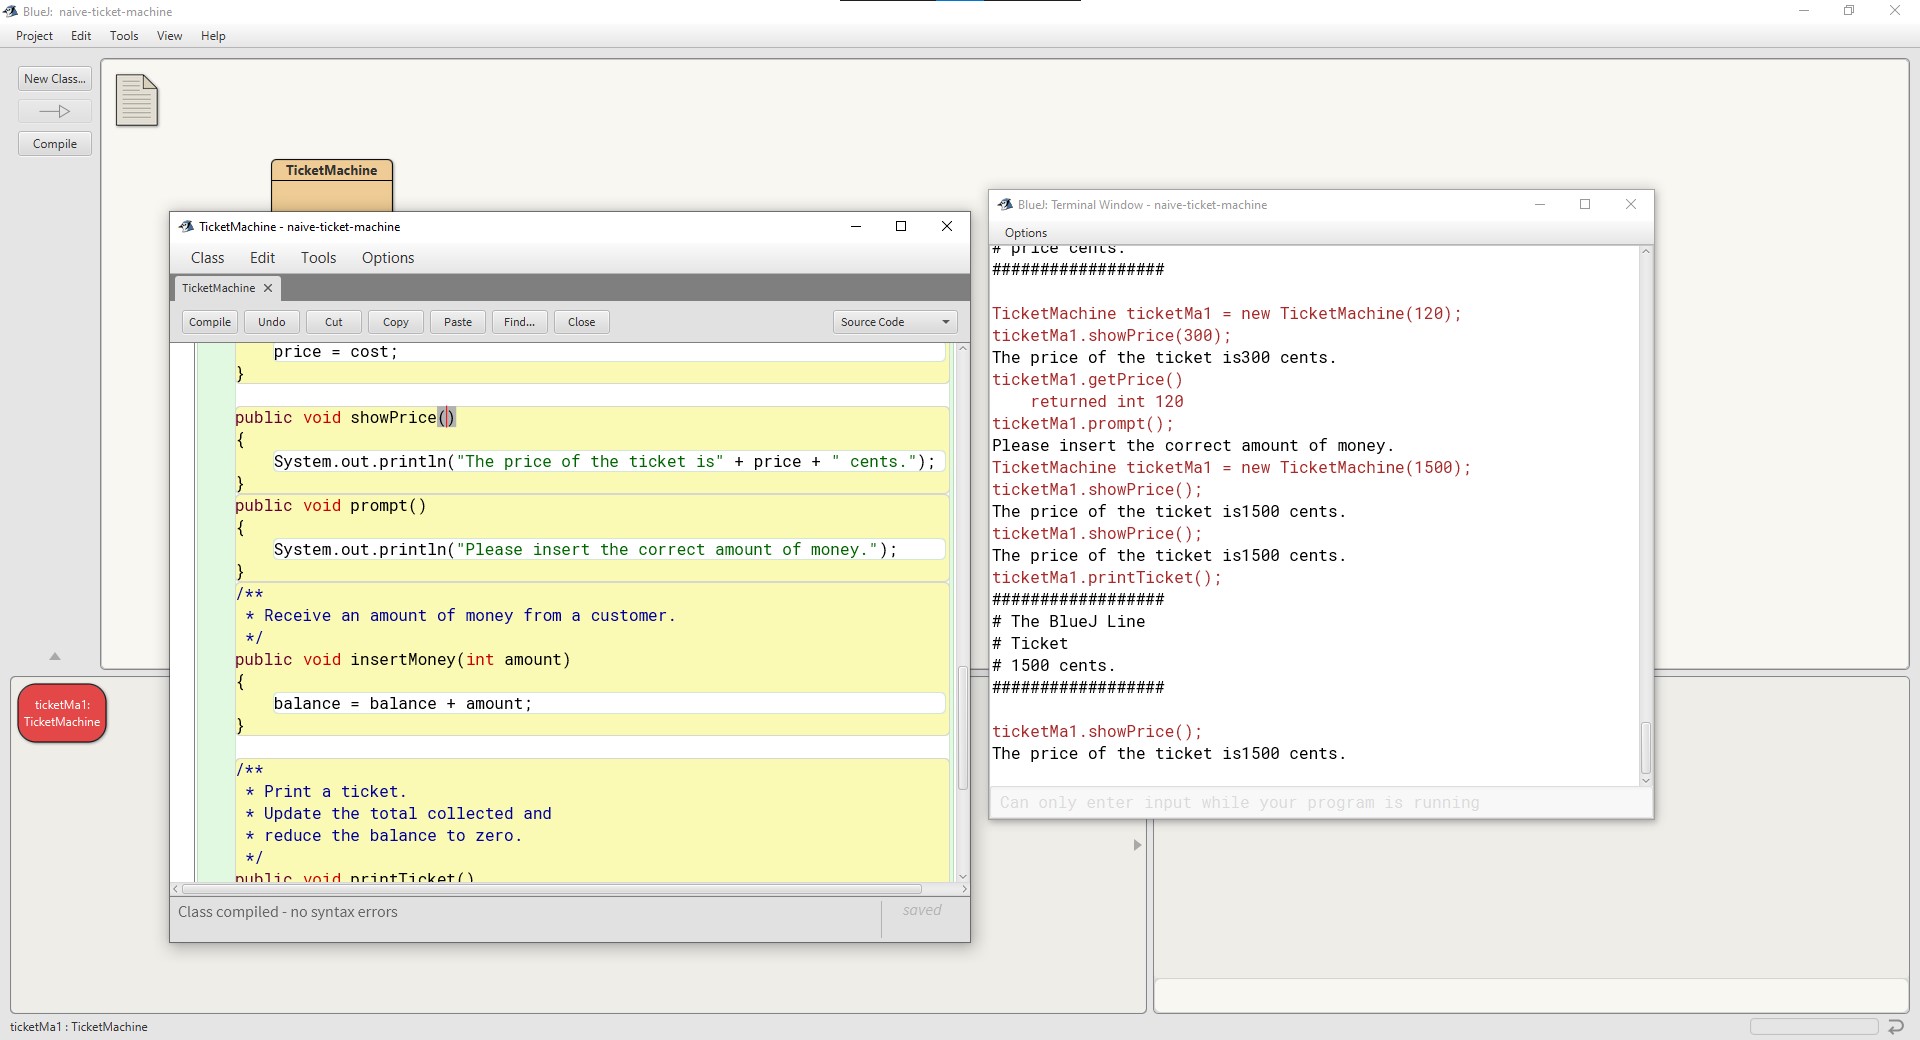 BlueJ: naive-ticket-machine
Project Edit Tools View Help
New Class...
Compile
TicketMachine
TicketMachine - naive-ticket-machine
Class Edit Tools Options
TicketMachine
Compile Undo Cut Copy Paste Find... Close Source Code
price = cost;
}
public void showPrice()
{
System.out.println("The price of the ticket is" + price + " cents.");
}
public void prompt()
{
System.out.println("Please insert the correct amount of money.");
}
/**
* Receive an amount of money from a customer.
*/
public void insertMoney(int amount)
{
balance = balance + amount;
}
/**
* Print a ticket.
* Update the total collected and
* reduce the balance to zero.
*/
public void printTicket()
Class compiled - no syntax errors
saved
BlueJ: Terminal Window - naive-ticket-machine
Options
# price cents.
##################
TicketMachine ticketMa1 = new TicketMachine(120);
ticketMa1.showPrice(300);
The price of the ticket is300 cents.
ticketMa1.getPrice()
returned int 120
ticketMa1.prompt();
Please insert the correct amount of money.
TicketMachine ticketMa1 = new TicketMachine(1500);
ticketMa1.showPrice();
The price of the ticket is1500 cents.
ticketMa1.showPrice();
The price of the ticket is1500 cents.
ticketMa1.printTicket();
##################
# The BlueJ Line
# Ticket
# 1500 cents.
##################
ticketMa1.showPrice();
The price of the ticket is1500 cents.
Can only enter input while your program is running
ticketMa1:
TicketMachine
ticketMa1 : TicketMachine